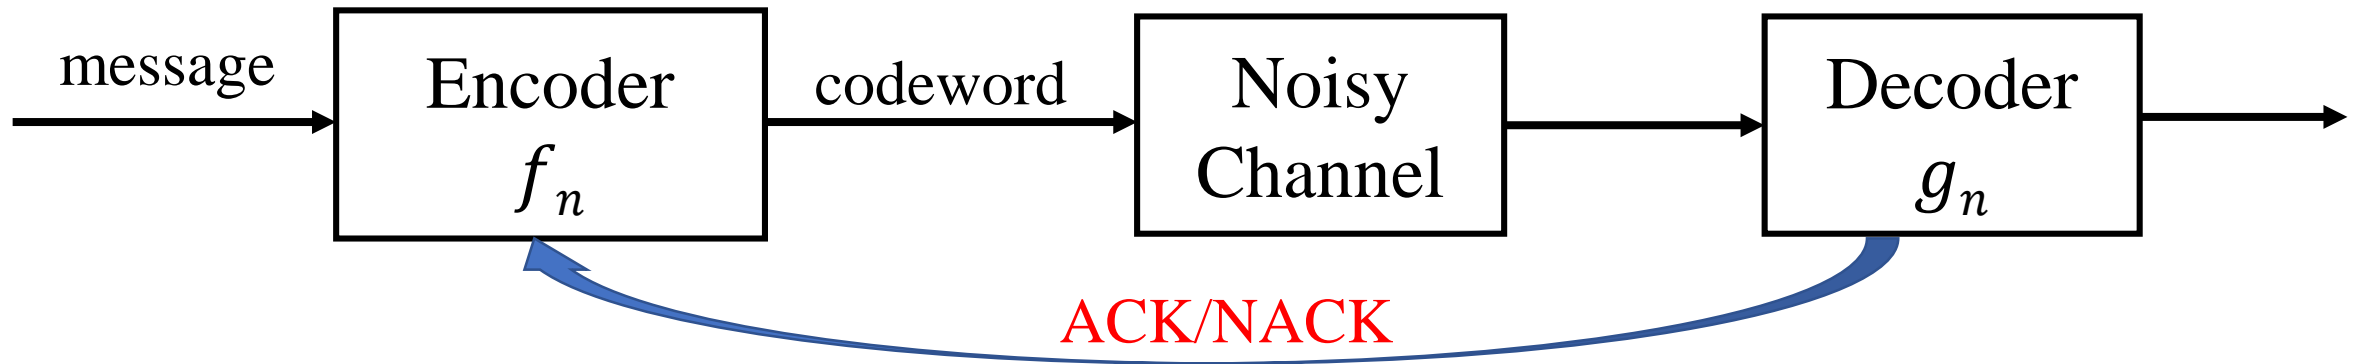 message
Encoder
fₙ
codeword
Noisy
Channel
Decoder
gₙ
ACK/NACK